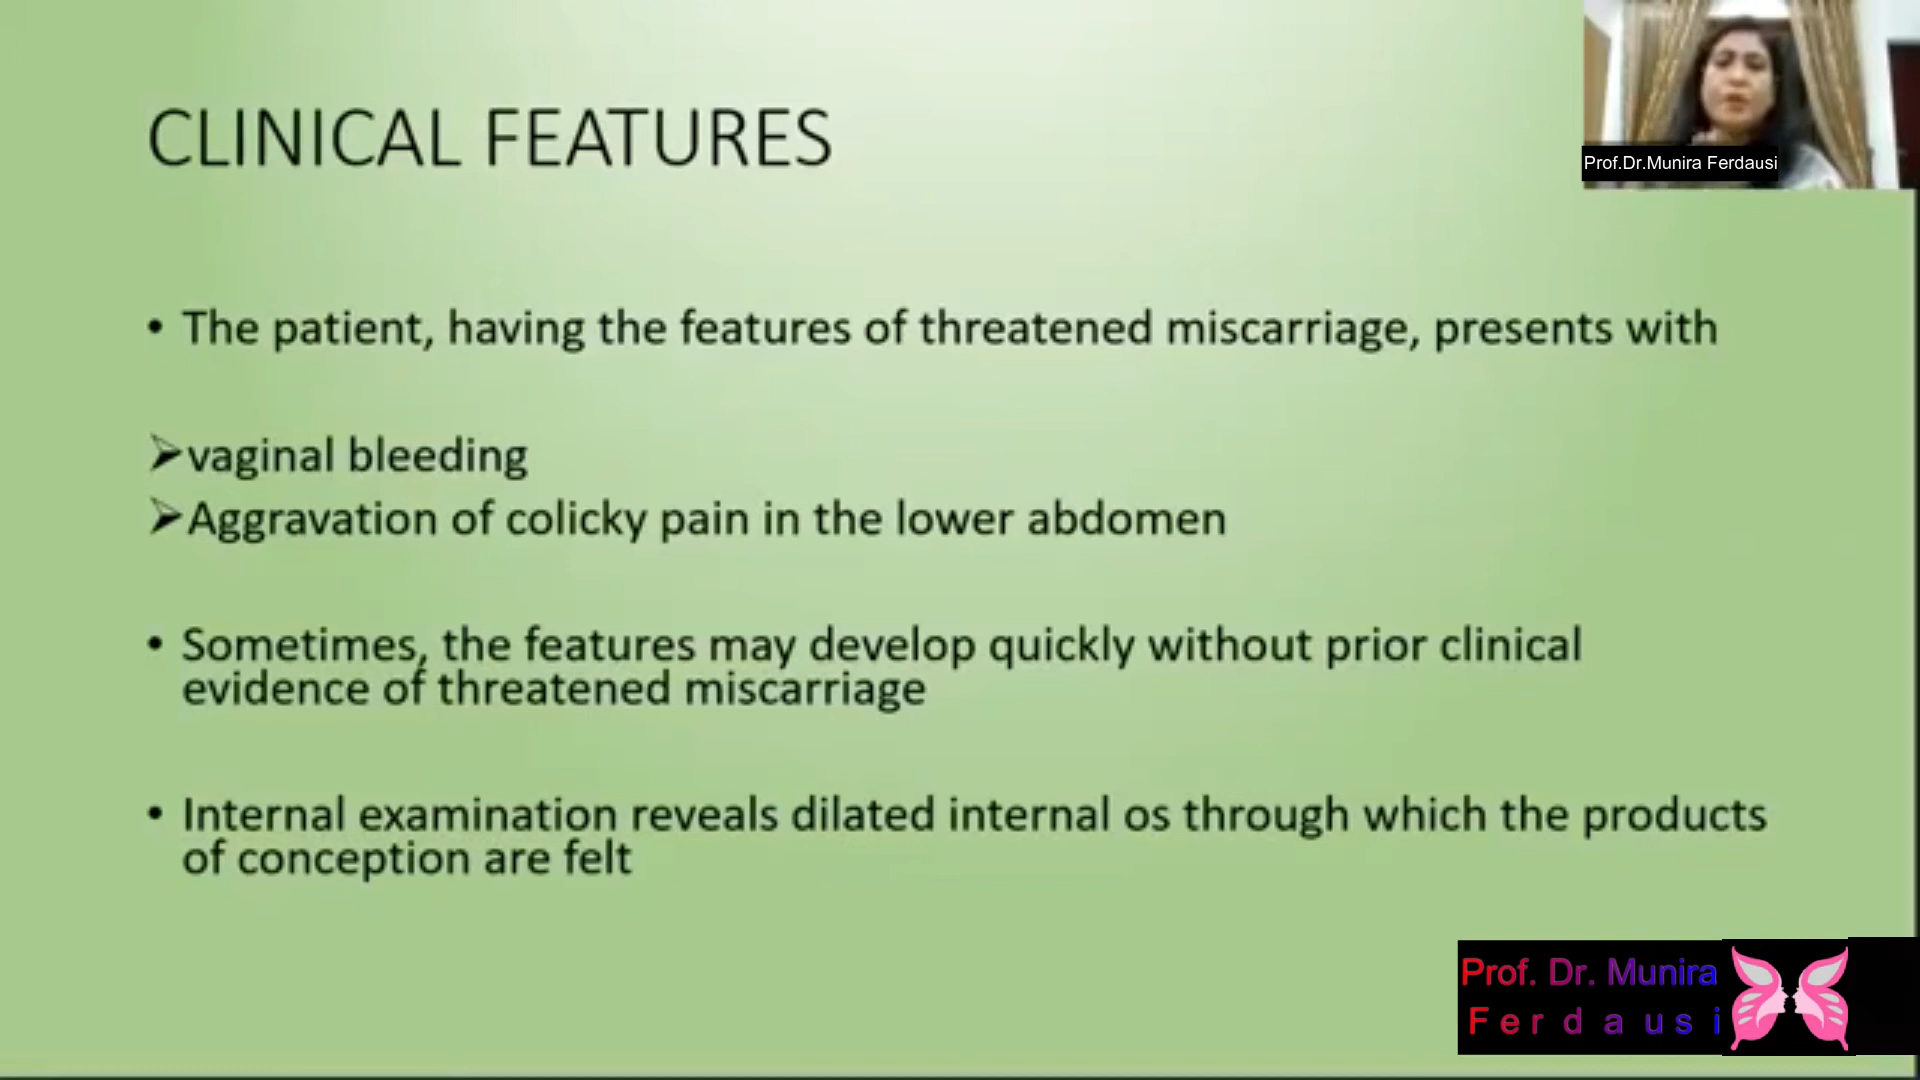 CLINICAL FEATURES
Prof.Dr.Munira Ferdausi
• The patient, having the features of threatened miscarriage, presents with
➢vaginal bleeding
➢Aggravation of colicky pain in the lower abdomen
• Sometimes, the features may develop quickly without prior clinical
evidence of threatened miscarriage
• Internal examination reveals dilated internal os through which the products
of conception are felt
Prof. Dr. Munira
Ferdausi